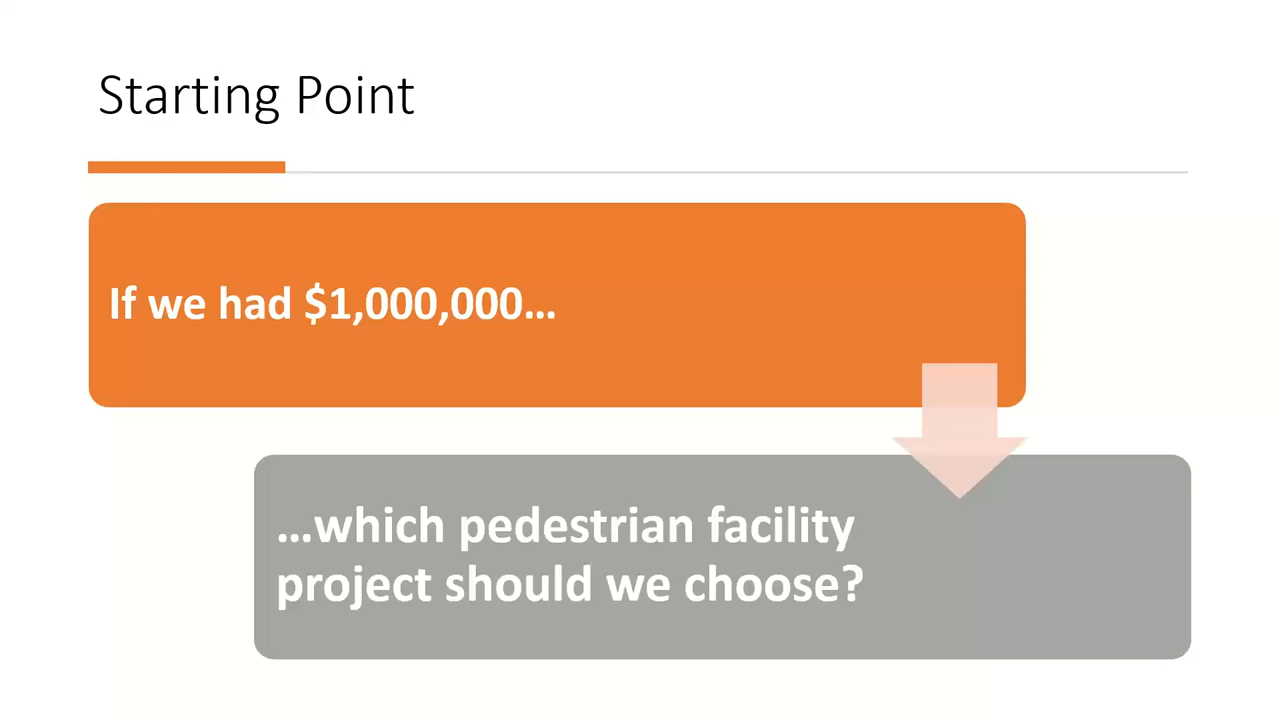 Starting Point
If we had $1,000,000…
…which pedestrian facility
project should we choose?